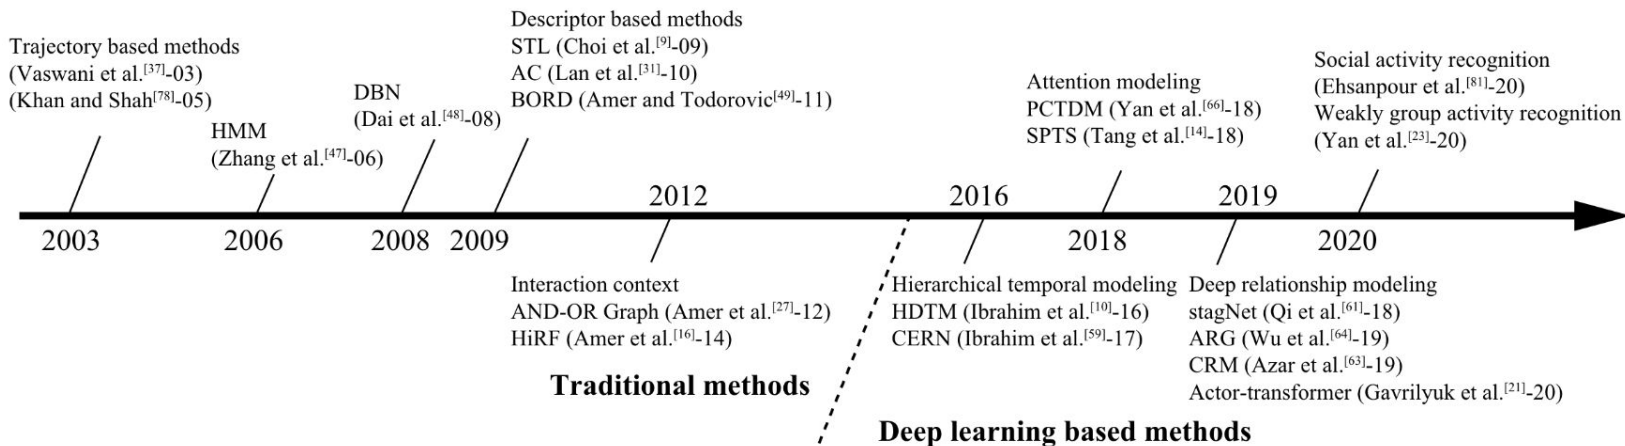 Trajectory based methods
(Vaswani et al.[37]-03)
(Khan and Shah[78]-05)
HMM
(Zhang et al.[47]-06)
DBN
(Dai et al.[48]-08)
Descriptor based methods
STL (Choi et al.[9]-09)
AC (Lan et al.[31]-10)
BORD (Amer and Todorovic[49]-11)
Attention modeling
PCTDM (Yan et al.[66]-18)
SPTS (Tang et al.[14]-18)
Social activity recognition
(Ehsanpour et al.[81]-20)
Weakly group activity recognition
(Yan et al.[23]-20)
2003
2006
2008
2009
2012
2016
2018
2019
2020
Interaction context
AND-OR Graph (Amer et al.[27]-12)
HiRF (Amer et al.[16]-14)
Hierarchical temporal modeling
HDTM (Ibrahim et al.[10]-16)
CERN (Ibrahim et al.[59]-17)
Deep relationship modeling
stagNet (Qi et al.[61]-18)
ARG (Wu et al.[64]-19)
CRM (Azar et al.[63]-19)
Actor-transformer (Gavrilyuk et al.[21]-20)
Traditional methods
Deep learning based methods